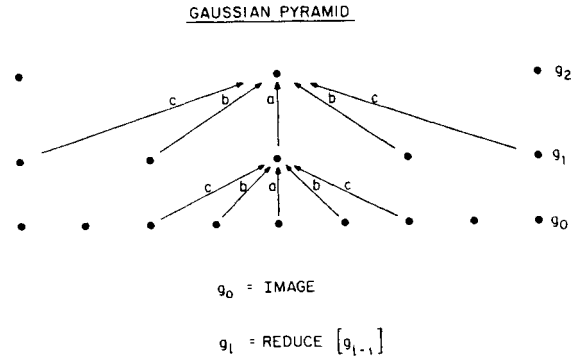 GAUSSIAN PYRAMID
g2
c b a b c
g1
c b a b c
g0
g0 = IMAGE
gl = REDUCE [gl-1]